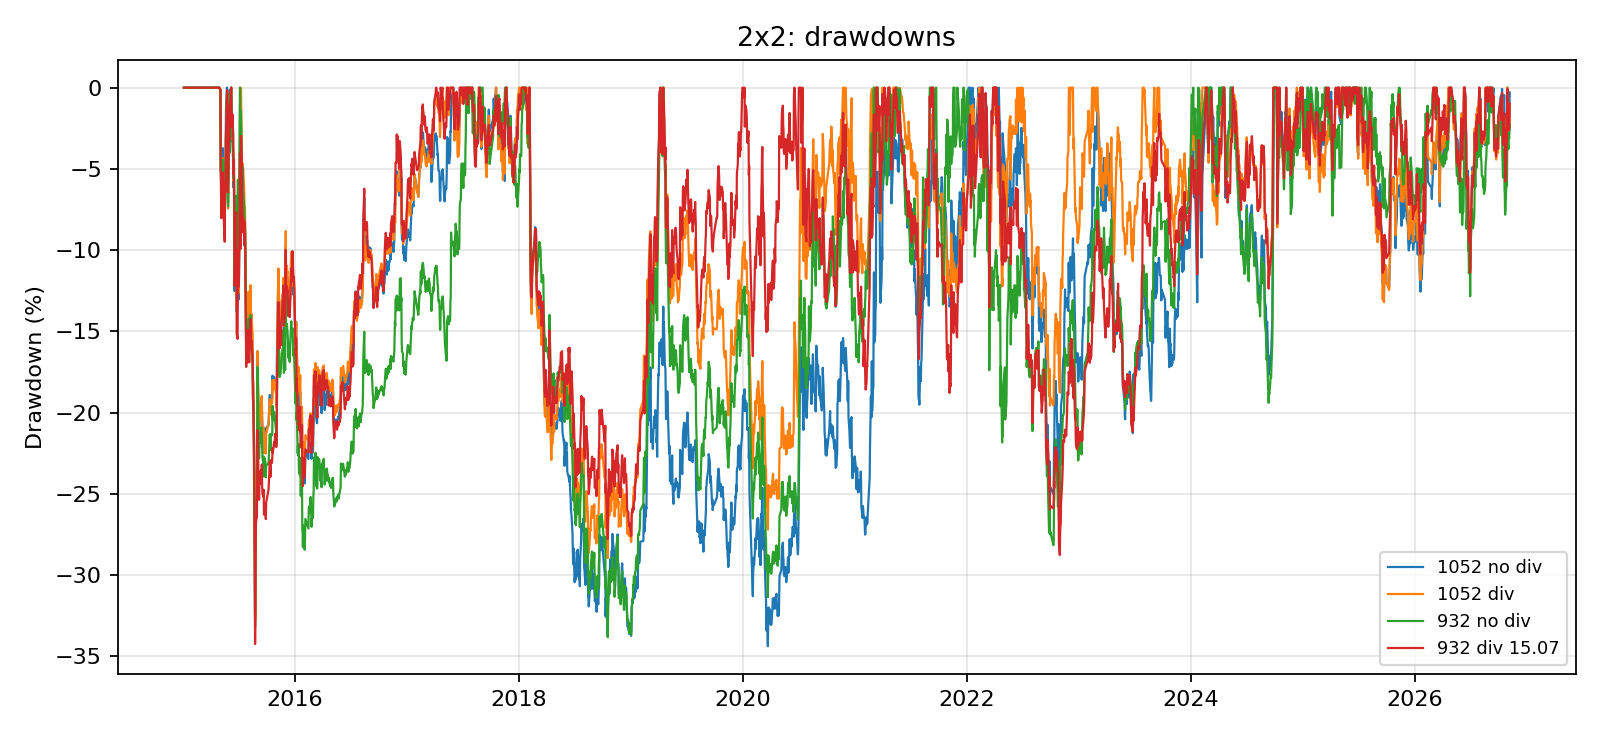 2x2: drawdowns
Drawdown (%)
0
−5
−10
−15
−20
−25
−30
−35
2016
2018
2020
2022
2024
2026
1052 no div
1052 div
932 no div
932 div 15.07